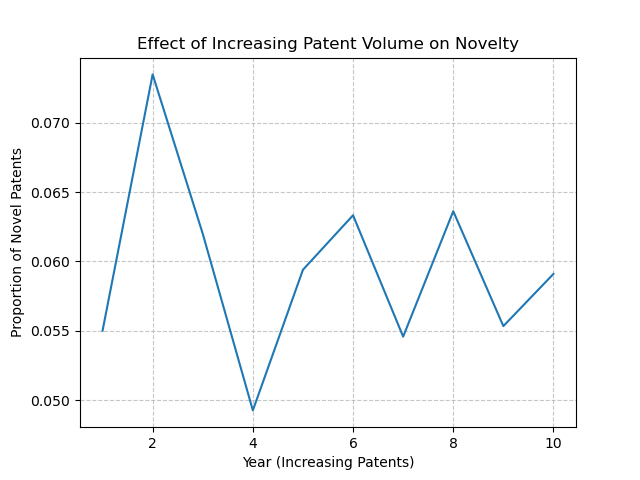 Effect of Increasing Patent Volume on Novelty
Proportion of Novel Patents
0.070
0.065
0.060
0.055
0.050
2 4 6 8 10
Year (Increasing Patents)